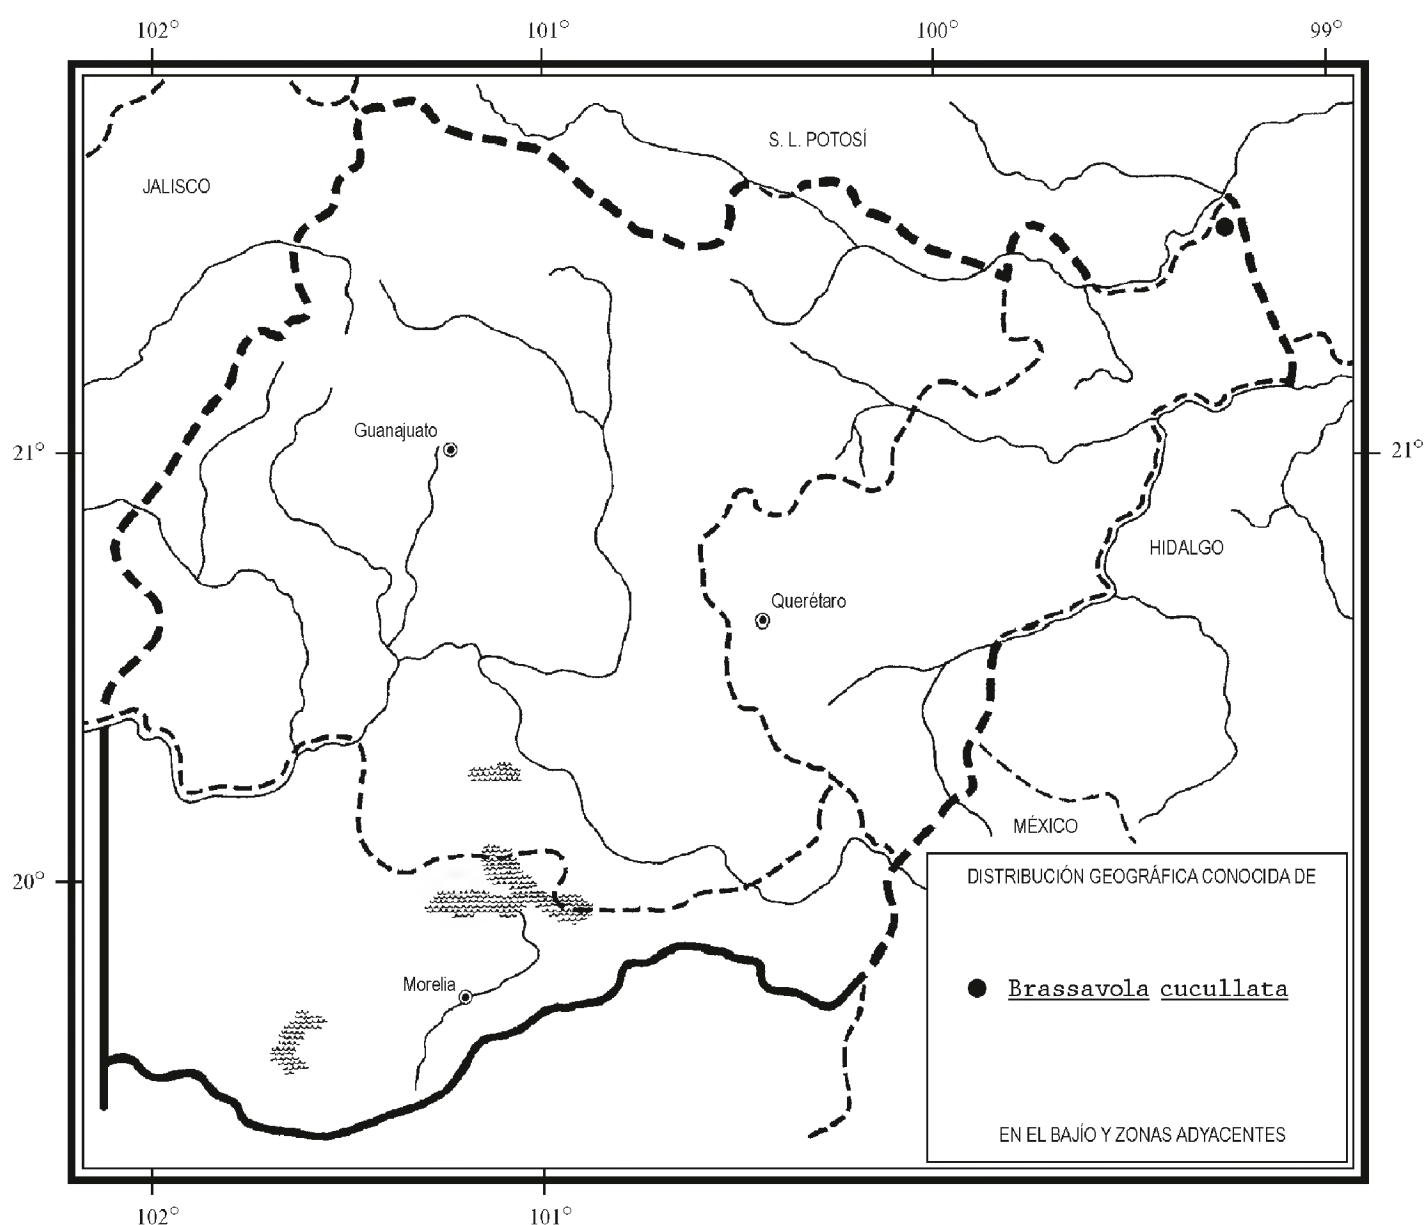 102° 101° 100° 99°
S. L. POTOSÍ
JALISCO
Guanajuato
21° 21°
HIDALGO
Querétaro
MÉXICO
20°
DISTRIBUCIÓN GEOGRÁFICA CONOCIDA DE
Morelia
Brassavola cucullata
EN EL BAJÍO Y ZONAS ADYACENTES
102° 101°